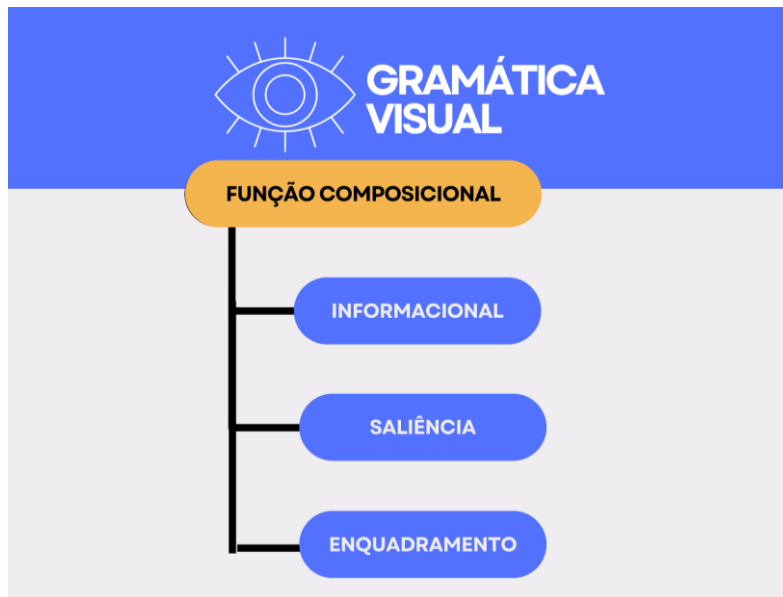 GRAMÁTICA
VISUAL
FUNÇÃO COMPOSICIONAL
INFORMACIONAL
SALIÊNCIA
ENQUADRAMENTO